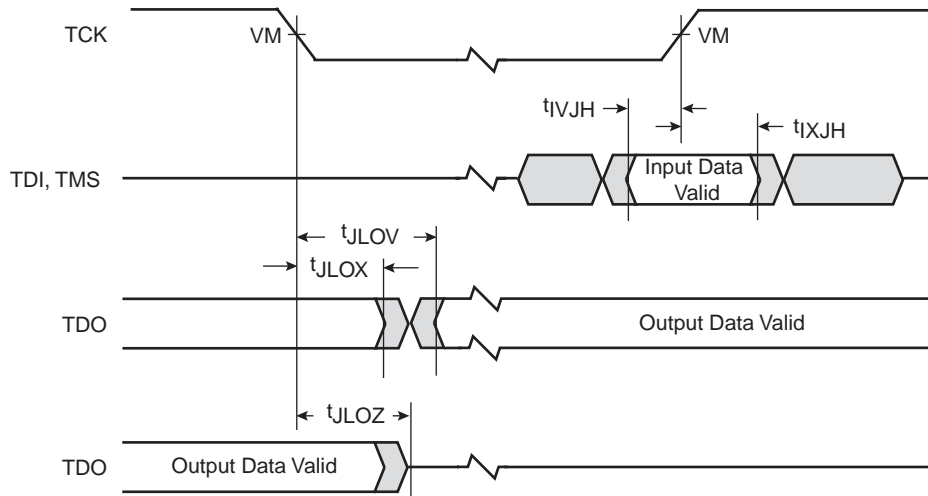 TCK
VM
VM
tIVJH
tIXJH
TDI, TMS
Input Data
Valid
tJLOV
tJLOX
TDO
Output Data Valid
tJLOZ
TDO
Output Data Valid